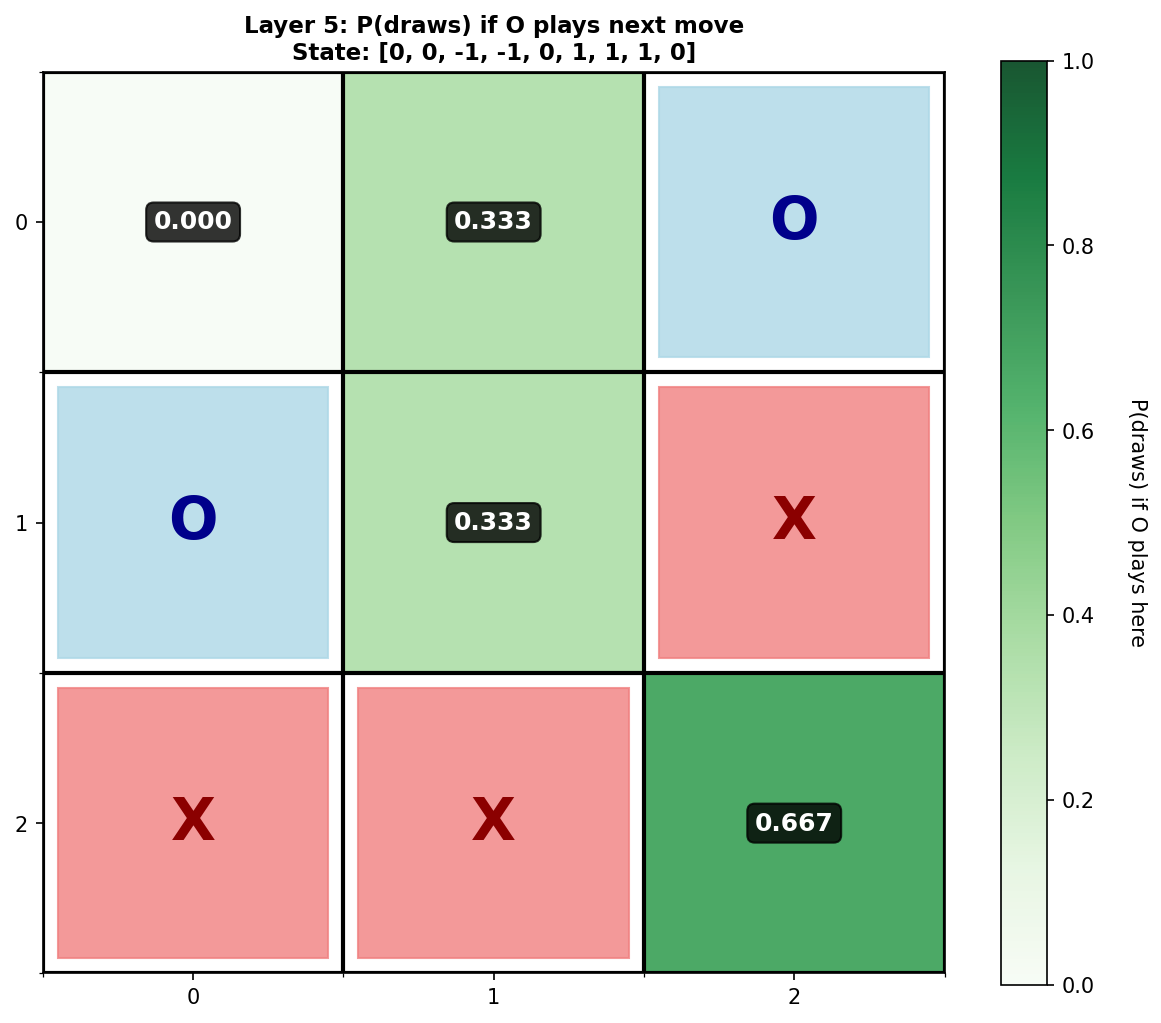 Layer 5: P(draws) if O plays next move
State: [0, 0, -1, -1, 0, 1, 1, 1, 0]
0
0.000
0.333
O
1
O
0.333
X
2
X
X
0.667
0
1
2
1.0
0.8
0.6
0.4
0.2
0.0
P(draws) if O plays here